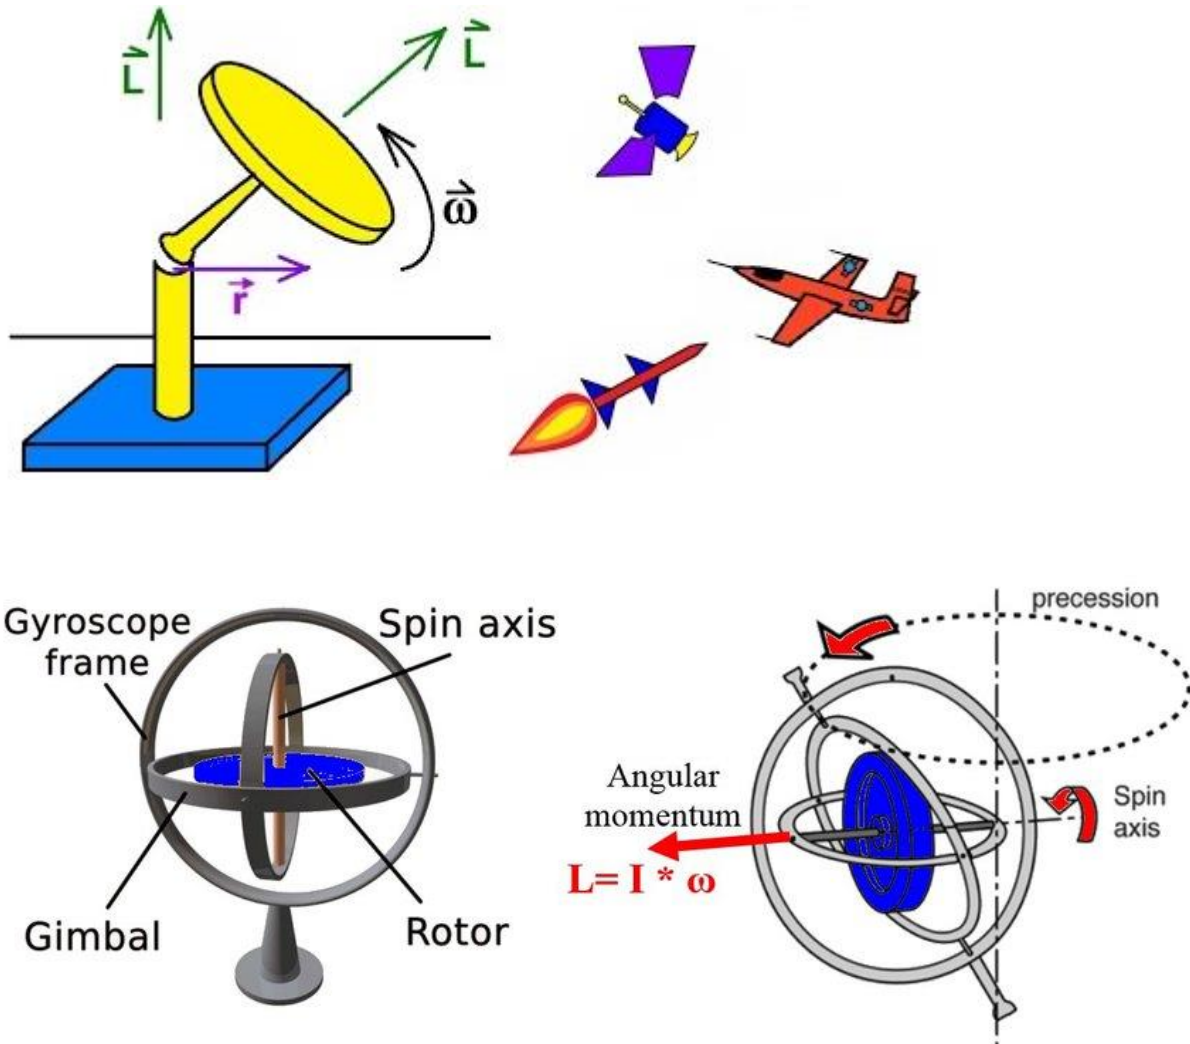 L⃗
L⃗
ω⃗
r⃗
Gyroscope
frame
Spin axis
Gimbal
Rotor
precession
Angular
momentum
L= I * ω
Spin
axis